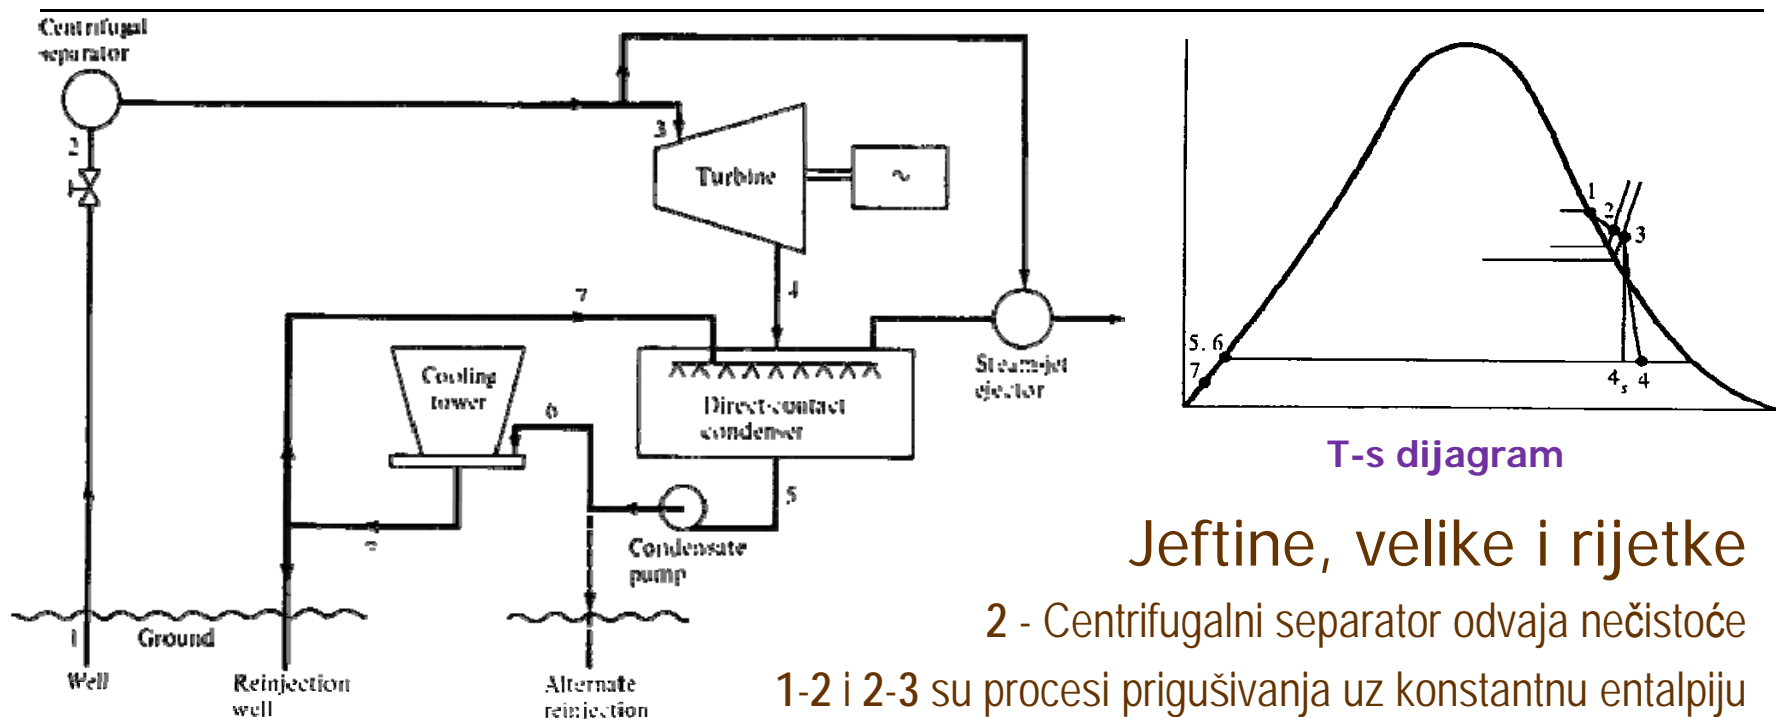 Centrifugal
separator
2
3
Turbine
~
4
7
Cooling
tower
6
Direct-contact
condenser
Steam-jet
ejector
5
Condensate
pump
7
1
Ground
Well
Reinjection
well
Alternate
reinjection
1
2
3
5, 6
7
4s
4
T-s dijagram
Jeftine, velike i rijetke
2 - Centrifugalni separator odvaja nečistoće
1-2 i 2-3 su procesi prigušivanja uz konstantnu entalpiju